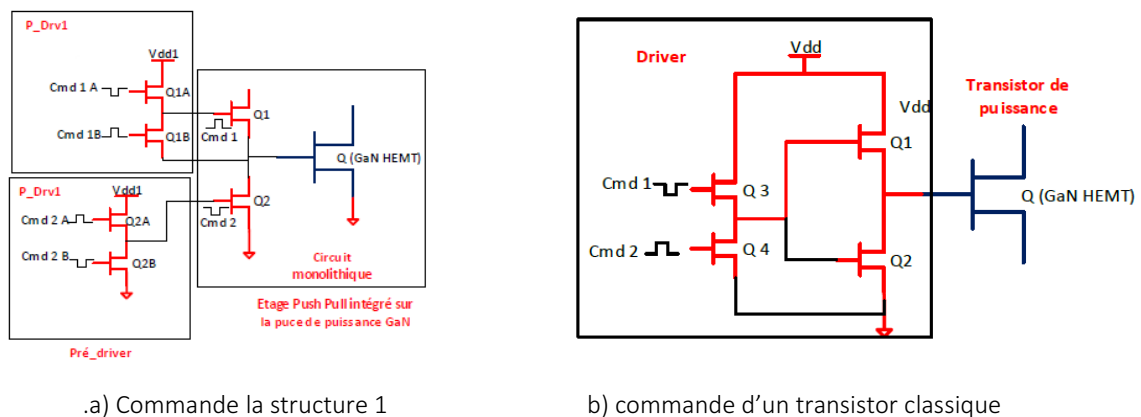 P_Drv1
Vdd1
Cmd 1 A
Q1A
Cmd 1B
Q1B
Q1
Cmd 1
Q (GaN HEMT)
P_Drv1
Vdd1
Cmd 2 A
Q2A
Cmd 2 B
Q2B
Q2
Cmd 2
Circuit
monolithique
Etage Push Pull intégré sur
la puce de puissance GaN
Pré_driver
.a) Commande la structure 1
Driver
Vdd
Vdd
Q1
Cmd 1
Q 3
Cmd 2
Q 4
Q2
Transistor de
puissance
Q (GaN HEMT)
b) commande d’un transistor classique